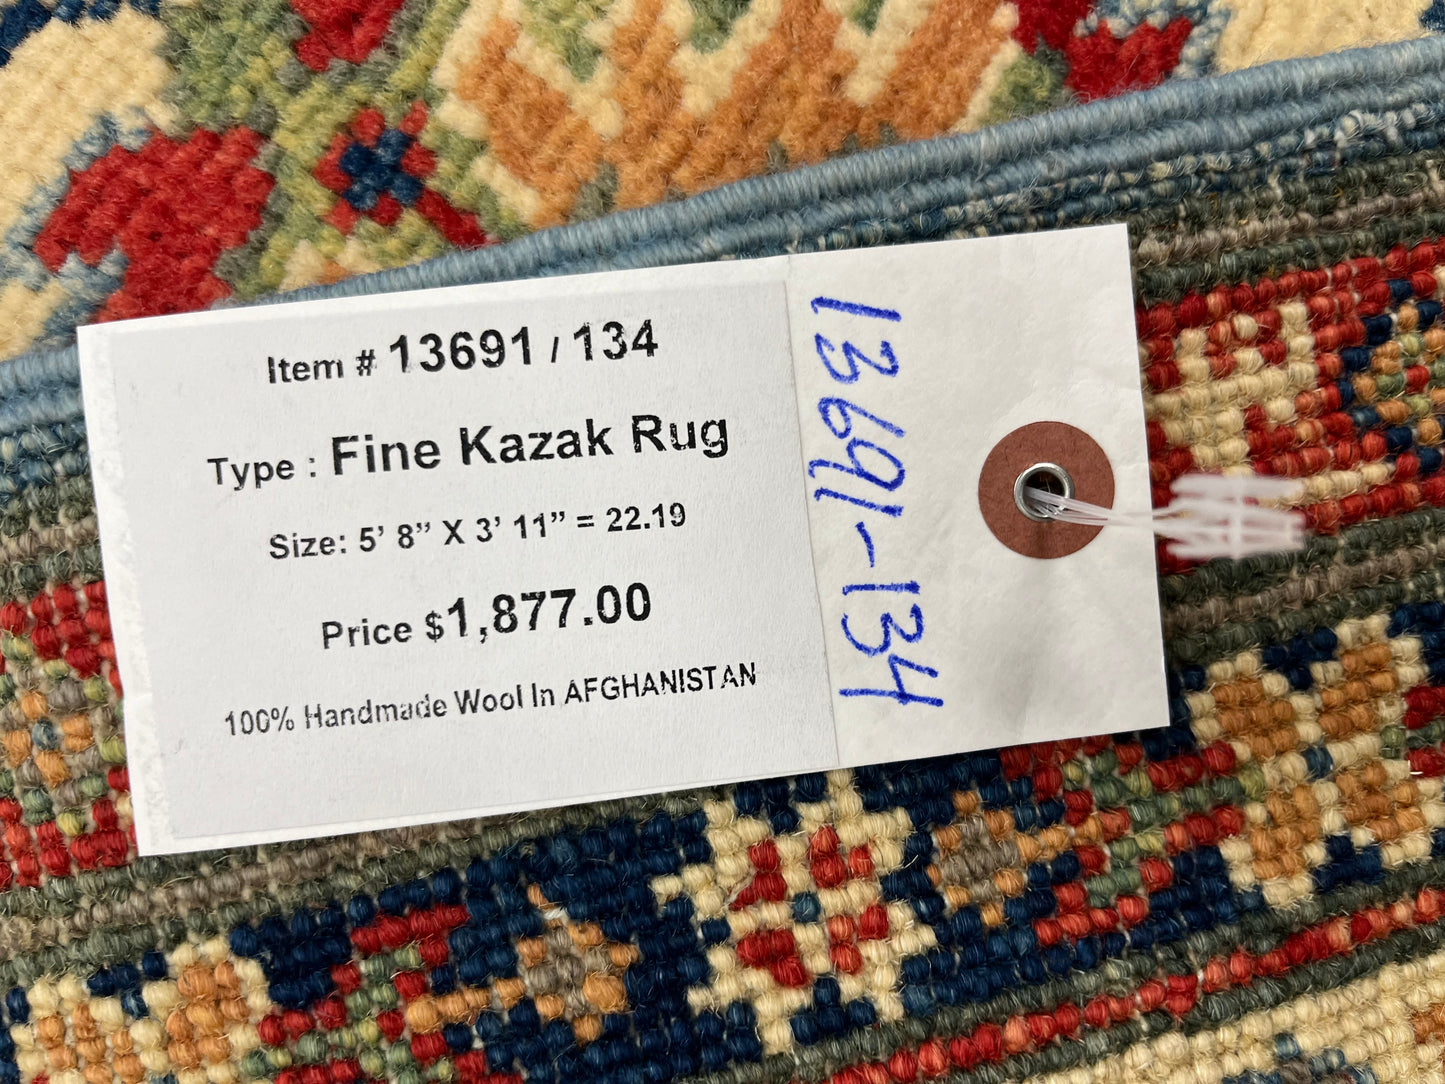 Item # 13691 / 134
Type : Fine Kazak Rug
Size: 5’ 8” X 3’ 11” = 22.19
Price $1,877.00
100% Handmade Wool In AFGHANISTAN
13691-134